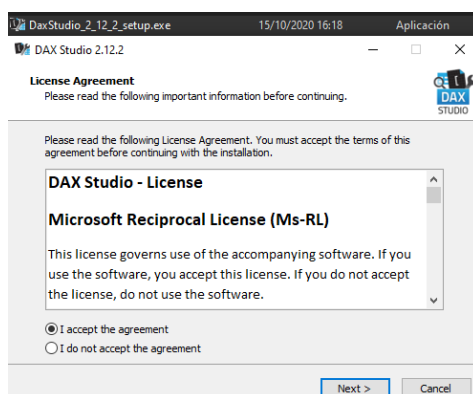 DaxStudio_2_12_2_setup.exe 15/10/2020 16:18 Aplicación
DAX Studio 2.12.2
License Agreement
Please read the following important information before continuing.
DAX
STUDIO
Please read the following License Agreement. You must accept the terms of this
agreement before continuing with the installation.
DAX Studio - License
Microsoft Reciprocal License (Ms-RL)
This license governs use of the accompanying software. If you
use the software, you accept this license. If you do not accept
the license, do not use the software.
I accept the agreement
I do not accept the agreement
Next > Cancel